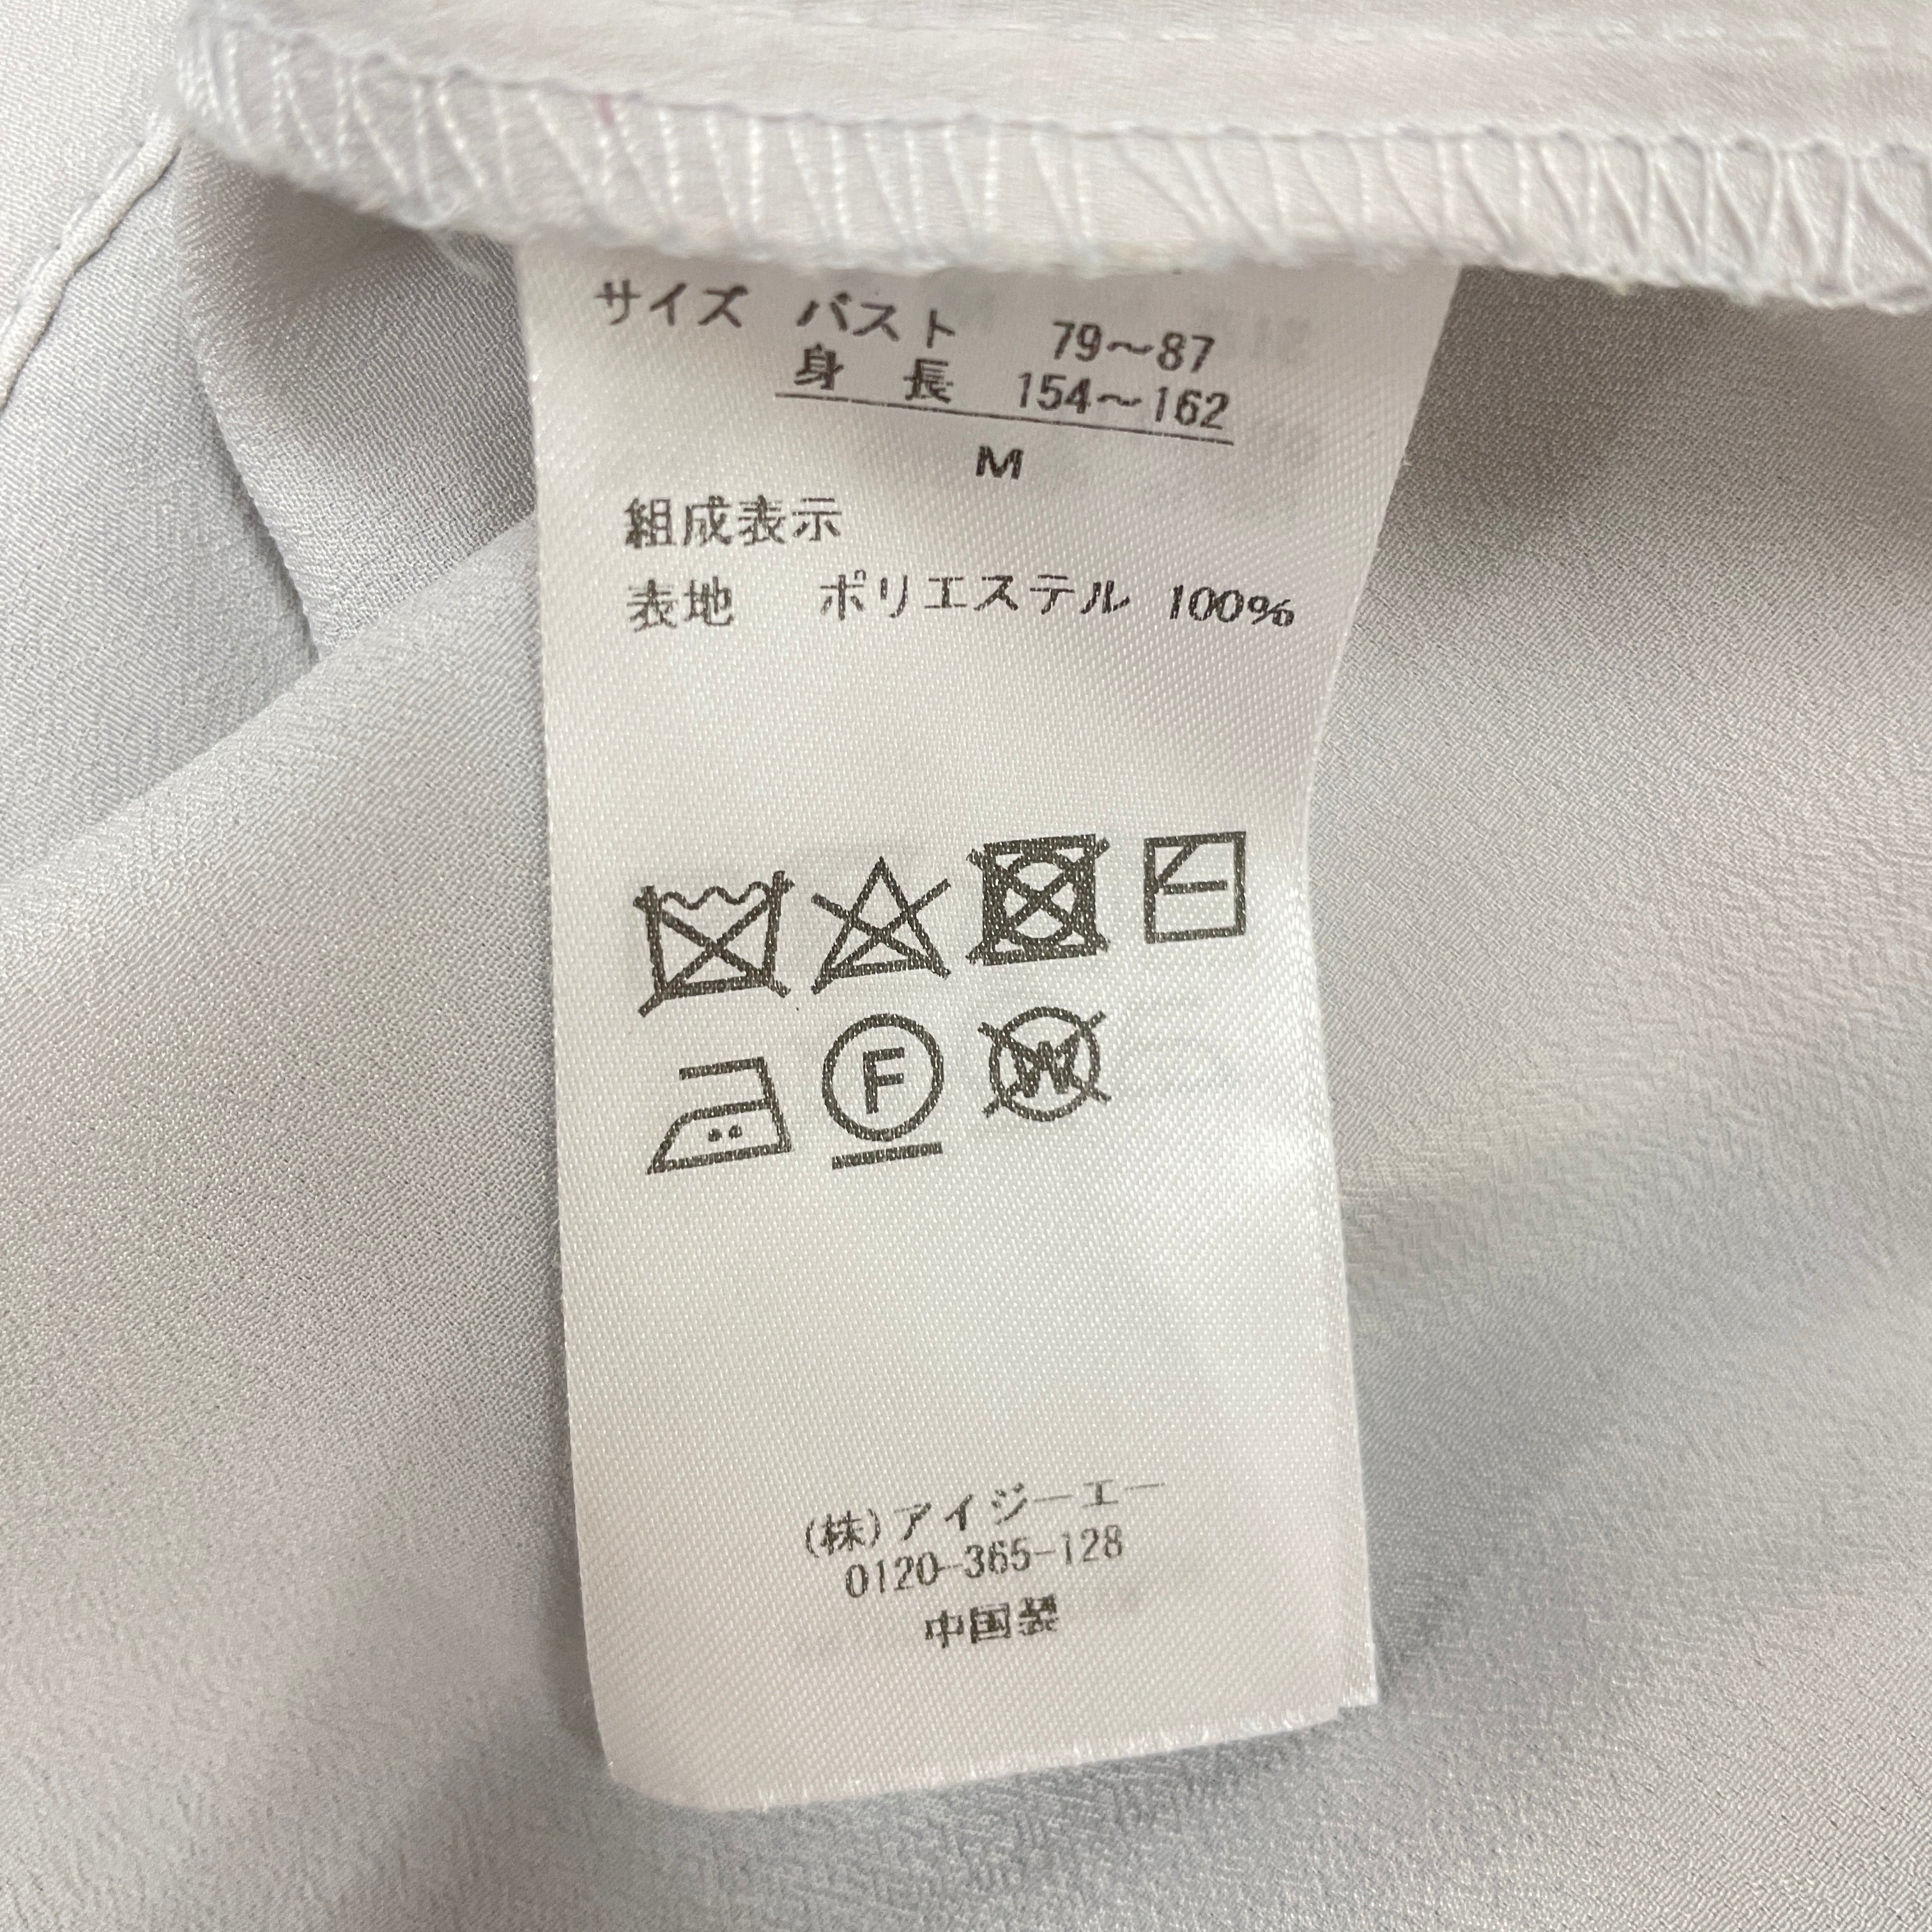 サイズ バスト 79～87
身 長 154～162
M
組成表示
表地 ポリエステル 100%
F W
(株)アイジーエー
0120-365-128
中国製